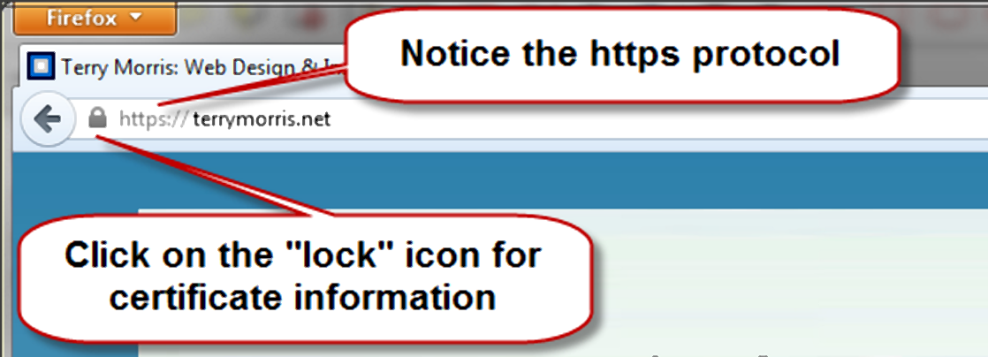 Firefox
Notice the https protocol
Terry Morris: Web Design &
https://terrymorris.net
Click on the "lock" icon for
certificate information